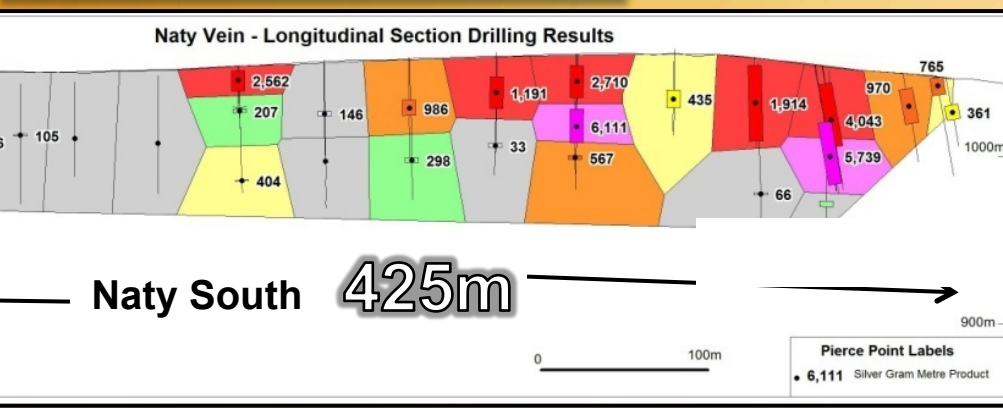 Naty Vein - Longitudinal Section Drilling Results
765
2,562
1,191
2,710
435
1,914
970
105
207
146
986
6,111
4,043
361
1000m
298
33
567
5,739
404
66
Naty South 425m
900m
0 100m
Pierce Point Labels
6,111 Silver Gram Metre Product